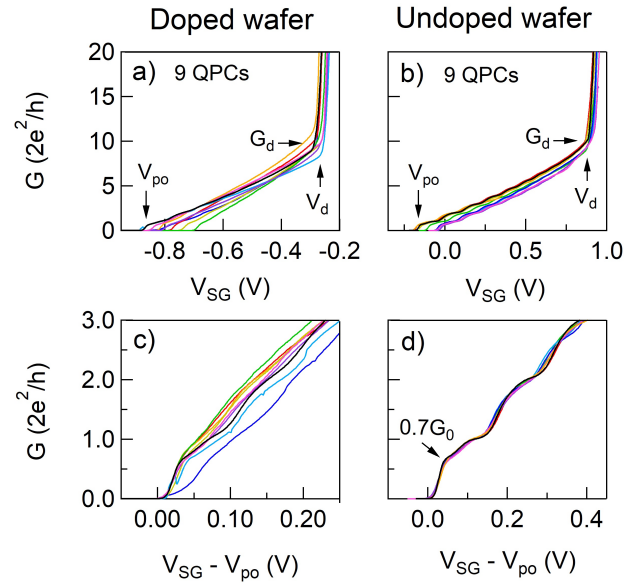 Doped wafer
Undoped wafer
20
15
10
5
0
G (2e²/h)
a)
9 QPCs
G_d
V_po
V_d
-0.8
-0.6
-0.4
-0.2
V_SG (V)
b)
9 QPCs
G_d
V_po
V_d
0.0
0.5
1.0
V_SG (V)
3.0
2.0
1.0
0.0
G (2e²/h)
c)
0.00
0.10
0.20
V_SG - V_po (V)
d)
0.7G₀
0.0
0.2
0.4
V_SG - V_po (V)